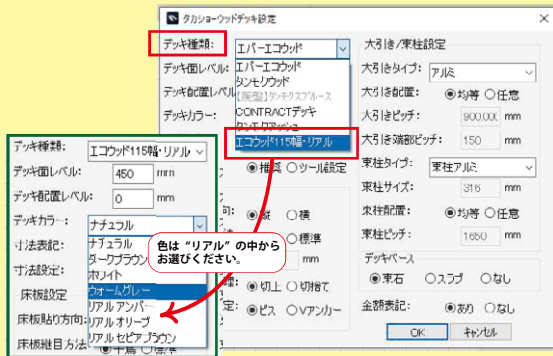 タカショーウッドデッキ設定
デッキ種類:
エバーエコウッド
デッキ面レベル:
エバーエコウッド
タンモクウッド
デッキ配置レベル:
【廃盤】タンモクスプルース
デッキカラー:
CONTRACTデッキ
タンモクアッシュ
エコウッド115幅・リアル
推奨 ツール設定
縦 横
標準
mm
切上 切捨て
ビス Vアンカー
大引き/束柱設定
大引きタイプ: アルミ
大引き配置: 均等 任意
大引きピッチ: 900.000 mm
大引き端部ピッチ: 150 mm
束柱タイプ: 束柱アルミ
束柱サイズ: 316 mm
束柱配置: 均等 任意
束柱ピッチ: 1650 mm
デッキベース
束石 スラブ なし
金額表記: あり なし
OK キャンセル
デッキ種類: エコウッド115幅・リアル
デッキ面レベル: 450 mm
デッキ配置レベル: 0 mm
デッキカラー: ナチュラル
寸法表記: ナチュラル
ダークブラウン
寸法設定: ホワイト
床板設定 ウォームグレー
リアルアンバー
床板貼り方向: リアルオリーブ
リアルセピアブラウン
床板継目方法: 千鳥 標準
色は“リアル”の中から
お選びください。